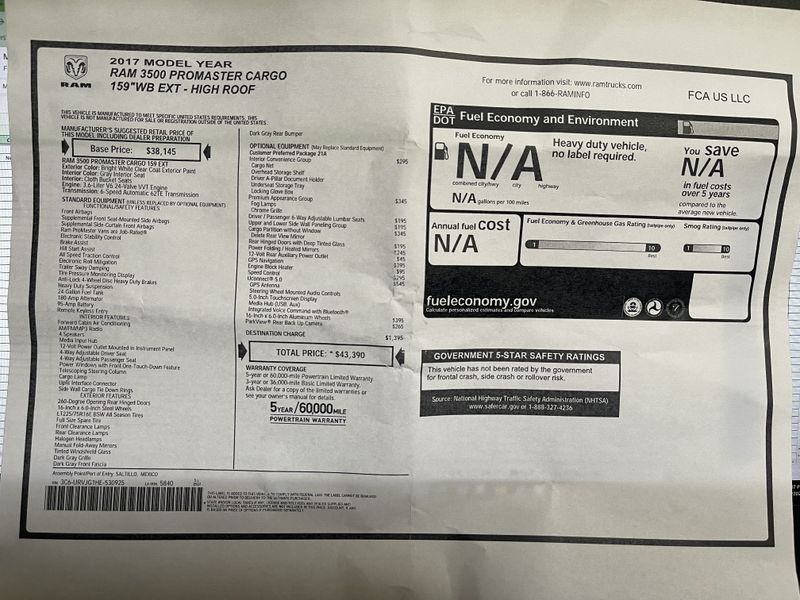 RAM
2017 MODEL YEAR
RAM 3500 PROMASTER CARGO
159"WB EXT - HIGH ROOF
For more information visit: www.ramtrucks.com
or call 1-866-RAMINFO
FCA US LLC
THIS VEHICLE IS MANUFACTURED TO MEET SPECIFIC UNITED STATES REQUIREMENTS. THIS
VEHICLE IS NOT MANUFACTURED FOR SALE OR REGISTRATION OUTSIDE OF THE UNITED STATES.
MANUFACTURER'S SUGGESTED RETAIL PRICE OF
THIS MODEL INCLUDING DEALER PREPARATION
Base Price: $38,145
RAM 3500 PROMASTER CARGO 159 EXT
Exterior Color: Bright White Clear Coat Exterior Paint
Interior Color: Gray Interior Seat
Interior: Cloth Bucket Seats
Engine: 3.6-Liter V6 24-Valve VVT Engine
Transmission: 6-Speed Automatic 62TE Transmission
STANDARD EQUIPMENT (UNLESS REPLACED BY OPTIONAL EQUIPMENT)
FUNCTIONAL/SAFETY FEATURES
Front Airbags
Supplemental Front Seat-Mounted Side Airbags
Supplemental Side-Curtain Front Airbags
Ram ProMaster Vans are Job-Rated®
Electronic Stability Control
Brake Assist
Hill Start Assist
All Speed Traction Control
Electronic Roll Mitigation
Trailer Sway Damping
Tire Pressure Monitoring Display
Anti-Lock 4-Wheel Disc Heavy Duty Brakes
Heavy Duty Suspension
24-Gallon Fuel Tank
180-Amp Alternator
95-Amp Battery
Remote Keyless Entry
INTERIOR FEATURES
Forward Cabin Air Conditioning
AM/FM/MP3 Radio
4 Speakers
Media Input Hub
12-Volt Power Outlet Mounted in Instrument Panel
4-Way Adjustable Driver Seat
4-Way Adjustable Passenger Seat
Power Windows with Front One-Touch-Down Feature
Telescoping Steering Column
Cargo Lamp
Upfit Interface Connector
Side Wall Cargo Tie Down Rings
EXTERIOR FEATURES
260-Degree Opening Rear Hinged Doors
16-Inch x 6.0-Inch Steel Wheels
LT225/75R16E BSW All Season Tires
Full Size Spare Tire
Front Clearance Lamps
Rear Clearance Lamps
Halogen Headlamps
Manual Fold-Away Mirrors
Tinted Windshield Glass
Dark Gray Grille
Dark Gray Front Fascia
Assembly Point/Port of Entry: SALTILLO, MEXICO
3C6-URVJG1HE-530925
5840
Dark Gray Rear Bumper
OPTIONAL EQUIPMENT (May Replace Standard Equipment)
Customer Preferred Package 21A
Interior Convenience Group $295
Cargo Net
Overhead Storage Shelf
Driver A-Pillar Document Holder
Underseat Storage Tray
Locking Glove Box
Premium Appearance Group $345
Fog Lamps
Chrome Grille
Driver / Passenger 6-Way Adjustable Lumbar Seats $195
Upper and Lower Side Wall Paneling Group $195
Cargo Partition without Window $345
Delete Rear View Mirror
Rear Hinged Doors with Deep Tinted Glass $195
Power Folding / Heated Mirrors $245
12-Volt Rear Auxiliary Power Outlet $45
GPS Navigation $395
Engine Block Heater $95
Speed Control $295
Uconnect® 5.0 $545
GPS Antenna
Steering Wheel Mounted Audio Controls
5.0-Inch Touchscreen Display
Media Hub (USB, Aux)
Integrated Voice Command with Bluetooth®
16-Inch x 6.0-Inch Aluminum Wheels $395
ParkView® Rear Back Up Camera $265
DESTINATION CHARGE $1,395
TOTAL PRICE: * $43,390
WARRANTY COVERAGE
5-year or 60,000-mile Powertrain Limited Warranty.
3-year or 36,000-mile Basic Limited Warranty.
Ask Dealer for a copy of the limited warranties or
see your owner's manual for details.
5 YEAR / 60,000 MILE
POWERTRAIN WARRANTY
EPA
DOT
Fuel Economy and Environment
Fuel Economy
N/A
combined city/hwy city highway
N/A gallons per 100 miles
Heavy duty vehicle,
no label required.
You save
N/A
in fuel costs
over 5 years
compared to the
average new vehicle.
Annual fuel COST
N/A
Fuel Economy & Greenhouse Gas Rating (tailpipe only)
1 10
Best
Smog Rating (tailpipe only)
1 10
Best
fueleconomy.gov
Calculate personalized estimates and compare vehicles
GOVERNMENT 5-STAR SAFETY RATINGS
This vehicle has not been rated by the government
for frontal crash, side crash or rollover risk.
Source: National Highway Traffic Safety Administration (NHTSA)
www.safercar.gov or 1-888-327-4236